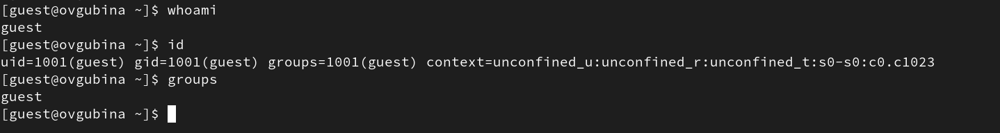 [guest@ovgubina ~]$ whoami
guest
[guest@ovgubina ~]$ id
uid=1001(guest) gid=1001(guest) groups=1001(guest) context=unconfined_u:unconfined_r:unconfined_t:s0-s0:c0.c1023
[guest@ovgubina ~]$ groups
guest
[guest@ovgubina ~]$